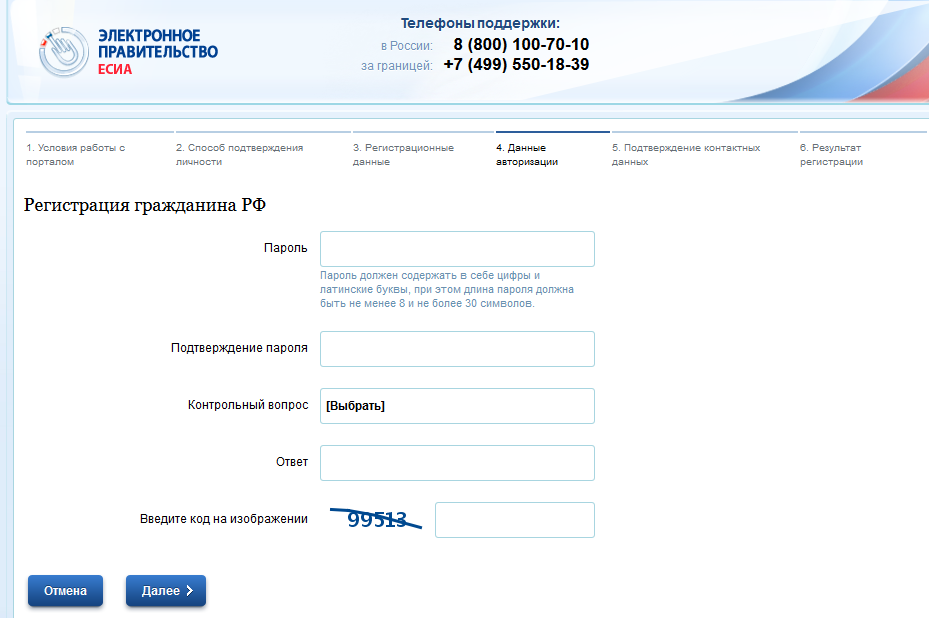 ЭЛЕКТРОННОЕ
ПРАВИТЕЛЬСТВО
ЕСИА
Телефоны поддержки:
в России: 8 (800) 100-70-10
за границей: +7 (499) 550-18-39
1. Условия работы с
порталом
2. Способ подтверждения
личности
3. Регистрационные
данные
4. Данные
авторизации
5. Подтверждение контактных
данных
6. Результат
регистрации
Регистрация гражданина РФ
Пароль
Пароль должен содержать в себе цифры и
латинские буквы, при этом длина пароля должна
быть не менее 8 и не более 30 символов.
Подтверждение пароля
Контрольный вопрос [Выбрать]
Ответ
Введите код на изображении 99513
Отмена Далее